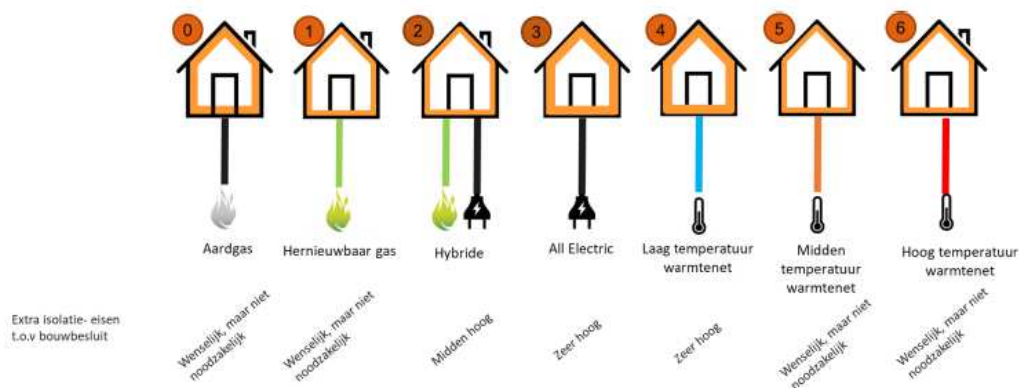 0
1
2
3
4
5
6
Aardgas
Hernieuwbaar gas
Hybride
All Electric
Laag temperatuur
warmtenet
Midden
temperatuur
warmtenet
Hoog temperatuur
warmtenet
Extra isolatie- eisen
t.o.v bouwbesluit
Wenselijk, maar niet
noodzakelijk
Wenselijk, maar niet
noodzakelijk
Midden hoog
Zeer hoog
Zeer hoog
Wenselijk, maar niet
noodzakelijk
Wenselijk, maar niet
noodzakelijk